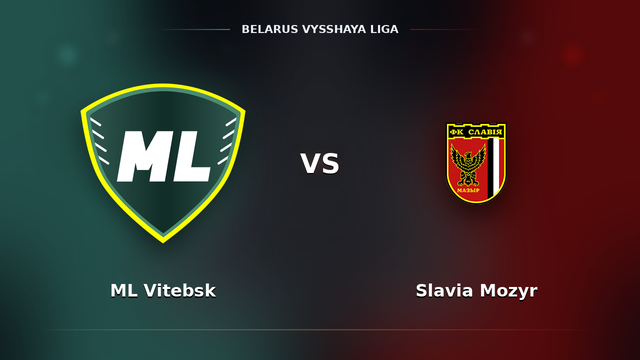 BELARUS VYSSHAYA LIGA
ML
VS
ФК СЛАВІЯ
МАЗЫР
ML Vitebsk
Slavia Mozyr